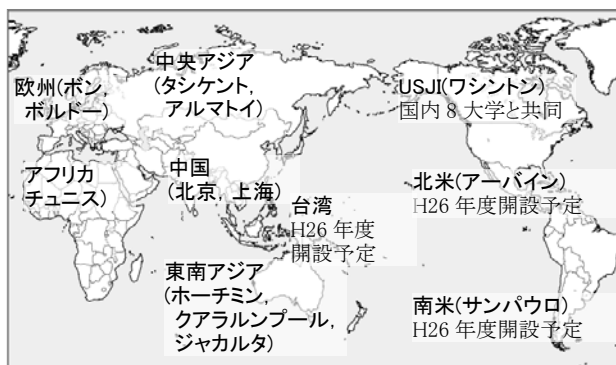 欧州(ボン,
ボルドー)
中央アジア
(タシケント,
アルマトイ)
USJI(ワシントン)
国内 8 大学と共同
アフリカ
チュニス)
中国
(北京, 上海)
台湾
H26 年度
開設予定
北米(アーバイン)
H26 年度開設予定
東南アジア
(ホーチミン,
クアラルンプール,
ジャカルタ)
南米(サンパウロ)
H26 年度開設予定